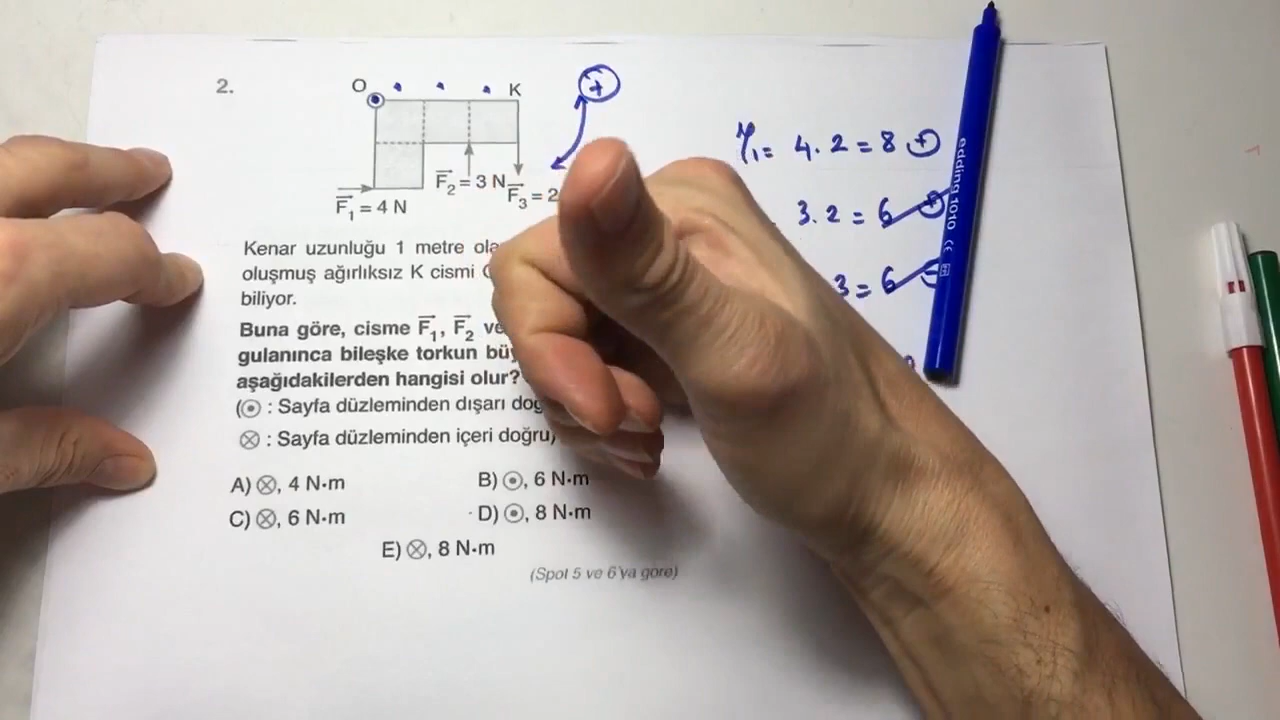 2.
O K
+
F₂ = 3 N F₃ = 2
F₁ = 4 N
Kenar uzunluğu 1 metre ola
oluşmuş ağırlıksız K cismi
biliyor.
Buna göre, cisme F₁, F₂ ve
gulanınca bileşke torkun bü
aşağıdakilerden hangisi olur?
(⊙ : Sayfa düzleminden dışarı doğ
⊗ : Sayfa düzleminden içeri doğru)
A) ⊗, 4 N·m B) ⊙, 6 N·m
C) ⊗, 6 N·m D) ⊙, 8 N·m
E) ⊗, 8 N·m
(Spot 5 ve 6'ya göre)
4.2 = 8 +
3.2 = 6 +
3 = 6 -
edding 1010